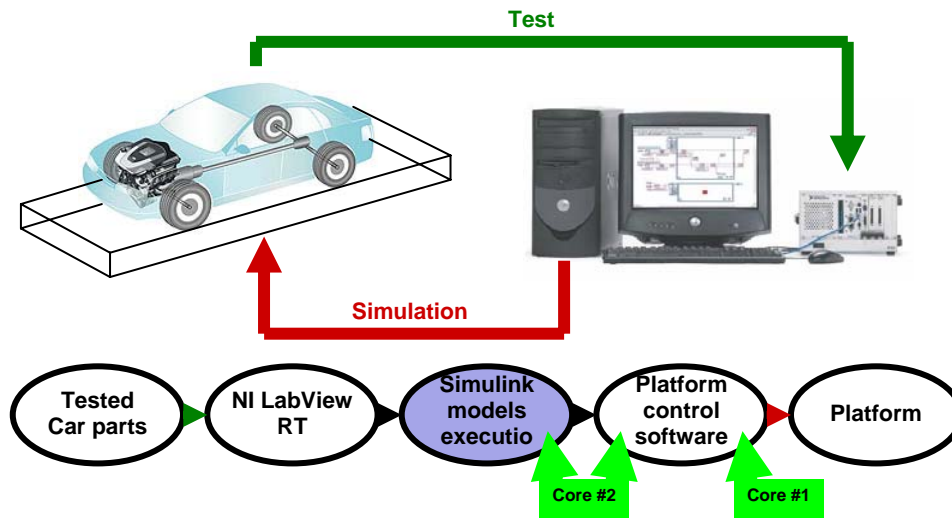 Test
Simulation
Tested
Car parts
NI LabView
RT
Simulink
models
executio
Platform
control
software
Platform
Core #2
Core #1